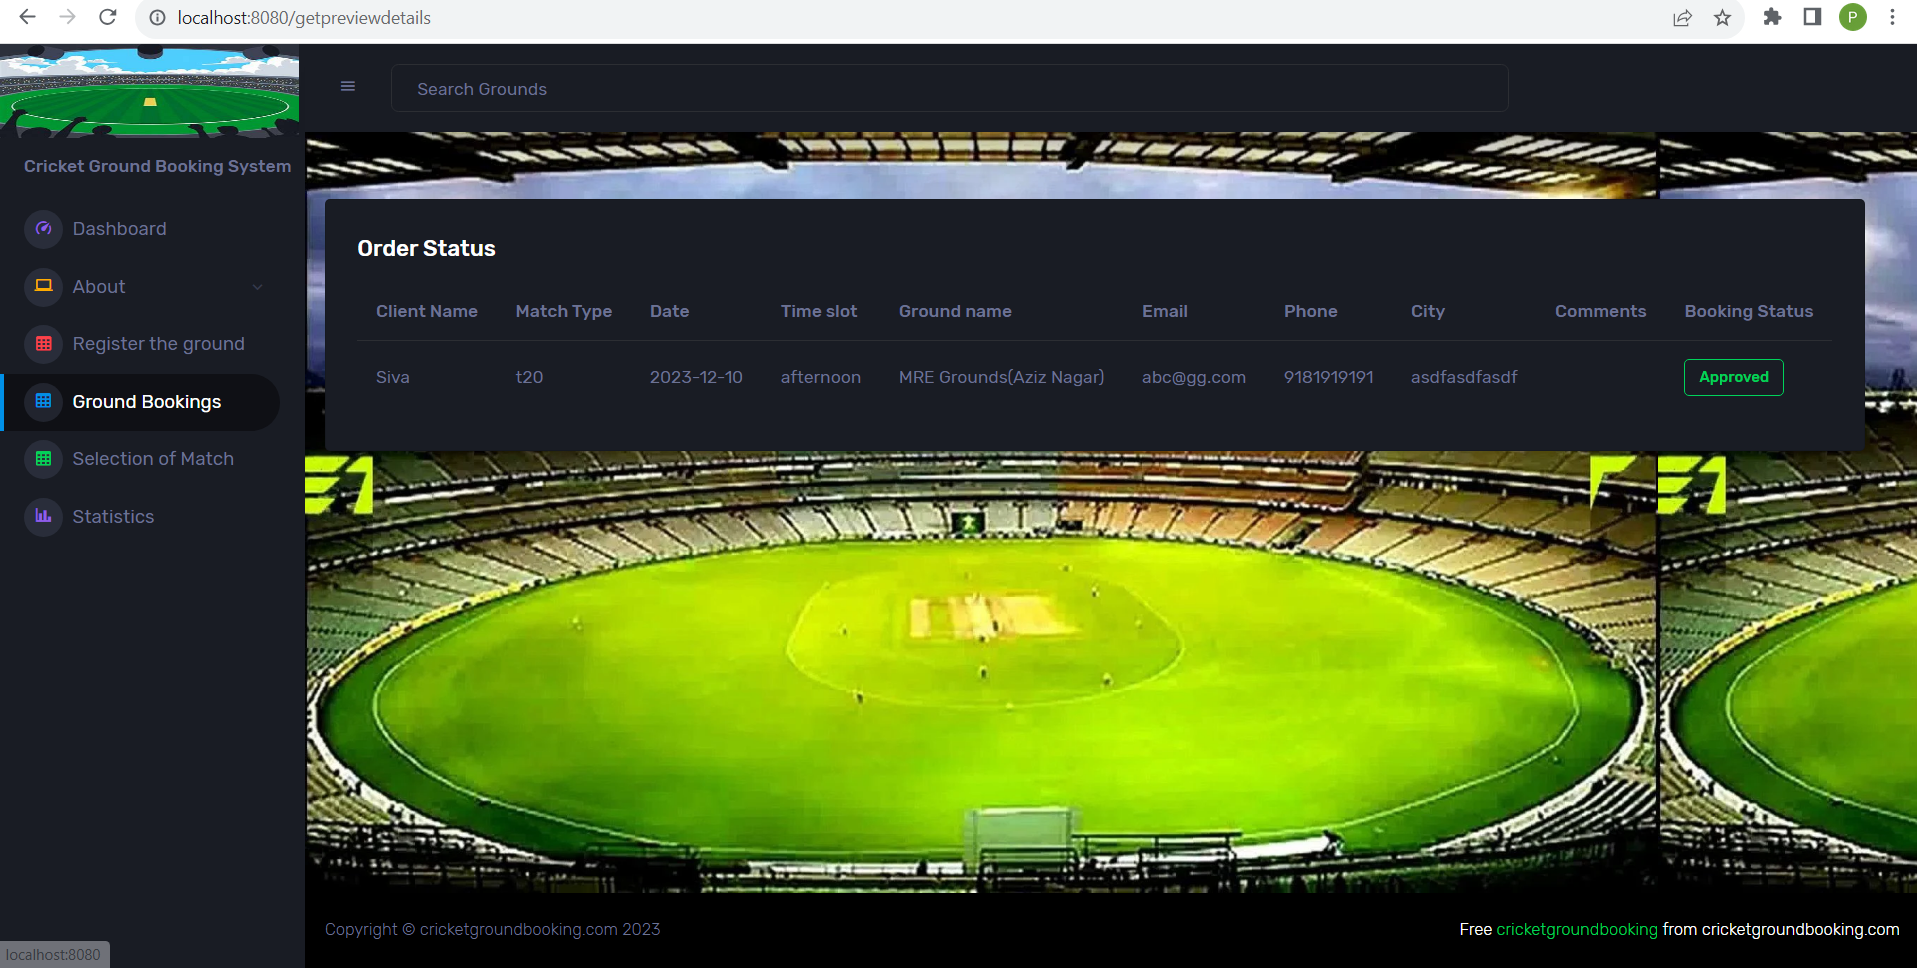 localhost:8080/getpreviewdetails
P
Search Grounds
Cricket Ground Booking System
Dashboard
About
Register the ground
Ground Bookings
Selection of Match
Statistics
Order Status
Client Name Match Type Date Time slot Ground name Email Phone City Comments Booking Status
Siva t20 2023-12-10 afternoon MRE Grounds(Aziz Nagar) abc@gg.com 9181919191 asdfasdfasdf Approved
Copyright © cricketgroundbooking.com 2023
Free cricketgroundbooking from cricketgroundbooking.com
localhost:8080